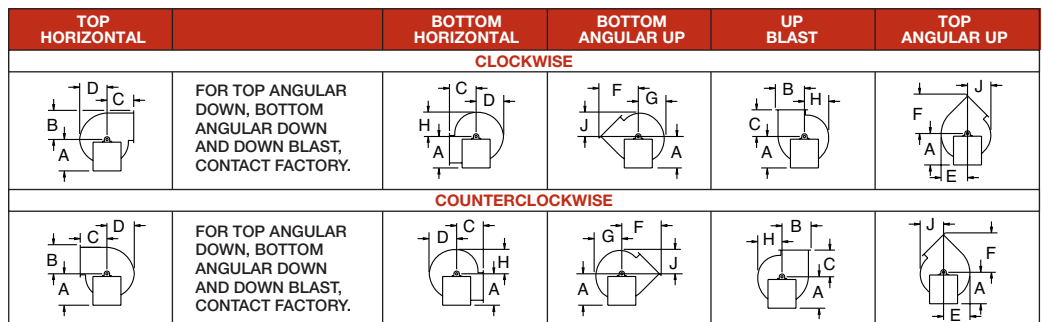 TOP HORIZONTAL
BOTTOM HORIZONTAL
BOTTOM ANGULAR UP
UP BLAST
TOP ANGULAR UP
CLOCKWISE
D C B A
FOR TOP ANGULAR
DOWN, BOTTOM
ANGULAR DOWN
AND DOWN BLAST,
CONTACT FACTORY.
C D H A
F G J A
B H C A
J F A E
COUNTERCLOCKWISE
D C B A
FOR TOP ANGULAR
DOWN, BOTTOM
ANGULAR DOWN
AND DOWN BLAST,
CONTACT FACTORY.
C D H A
F G J A
B H C A
J F A E